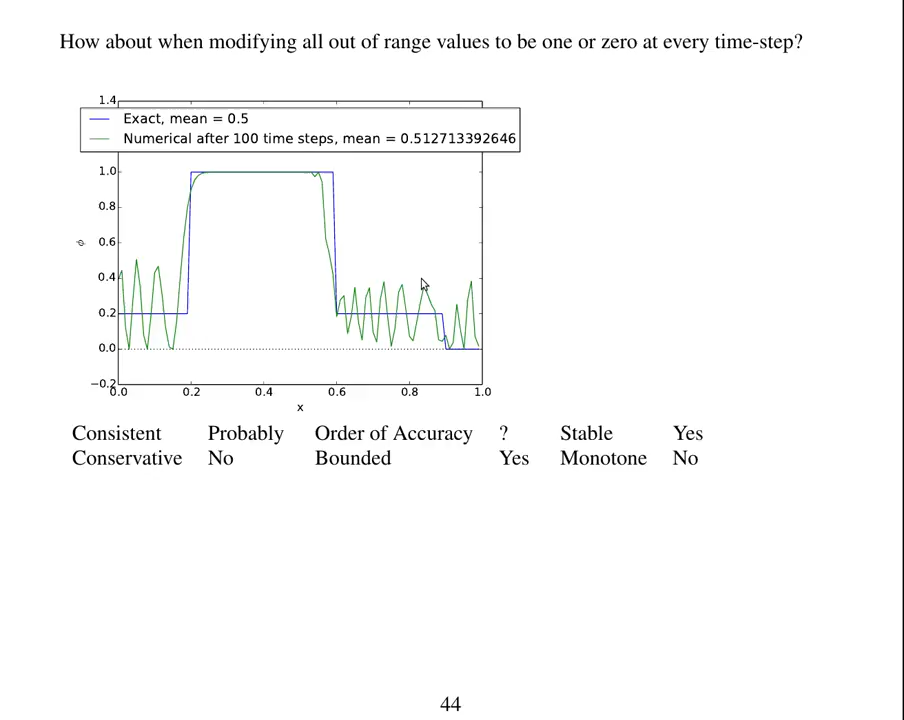 How about when modifying all out of range values to be one or zero at every time-step?
1.4
Exact, mean = 0.5
Numerical after 100 time steps, mean = 0.512713392646
1.0
0.8
0.6
ϕ
0.4
0.2
0.0
−0.2
0.0 0.2 0.4 0.6 0.8 1.0
x
Consistent Probably Order of Accuracy ? Stable Yes
Conservative No Bounded Yes Monotone No
44